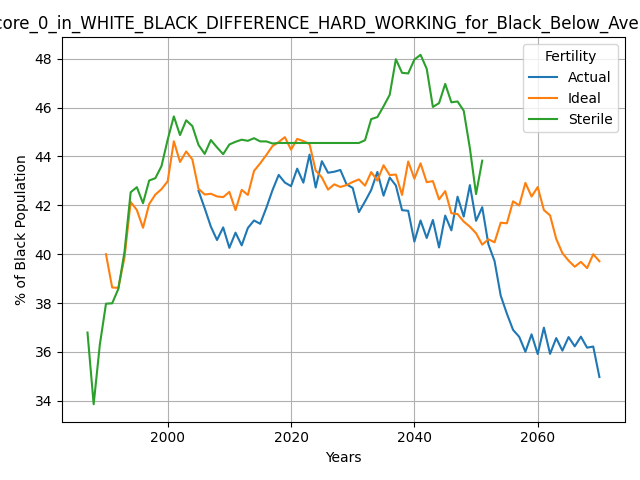 core_0_in_WHITE_BLACK_DIFFERENCE_HARD_WORKING_for_Black_Below_Ave
Fertility
Actual
Ideal
Sterile
% of Black Population
48
46
44
42
40
38
36
34
2000
2020
2040
2060
Years